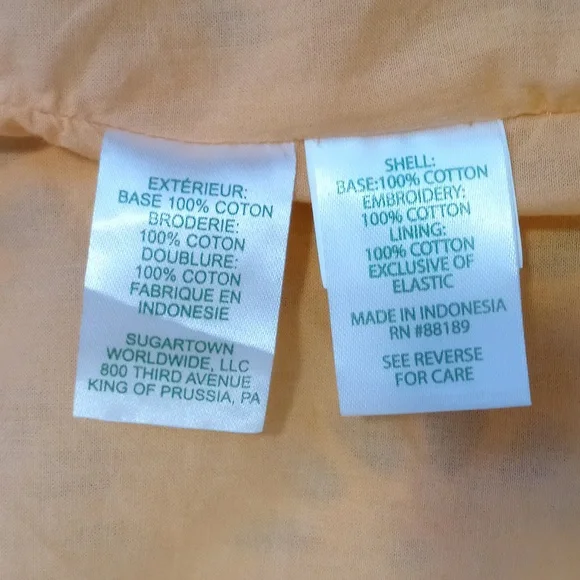 EXTÉRIEUR:
BASE 100% COTON
BRODERIE:
100% COTON
DOUBLURE:
100% COTON
FABRIQUE EN
INDONESIE
SUGARTOWN
WORLDWIDE, LLC
800 THIRD AVENUE
KING OF PRUSSIA, PA
SHELL:
BASE:100% COTTON
EMBROIDERY:
100% COTTON
LINING:
100% COTTON
EXCLUSIVE OF
ELASTIC
MADE IN INDONESIA
RN #88189
SEE REVERSE
FOR CARE